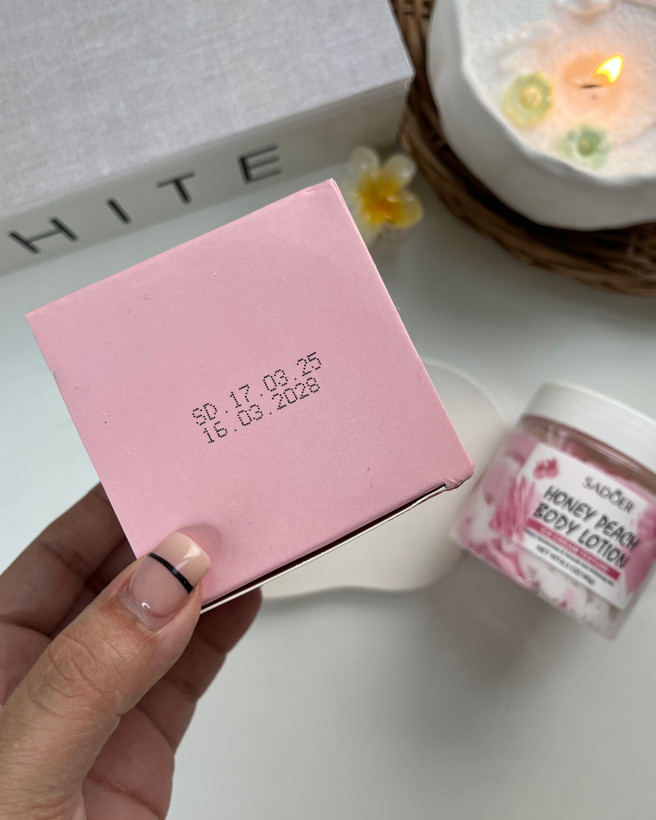 HITE
SD.17.03.25
16.03.2028
SADOER
HONEY PEACH
BODY LOTION